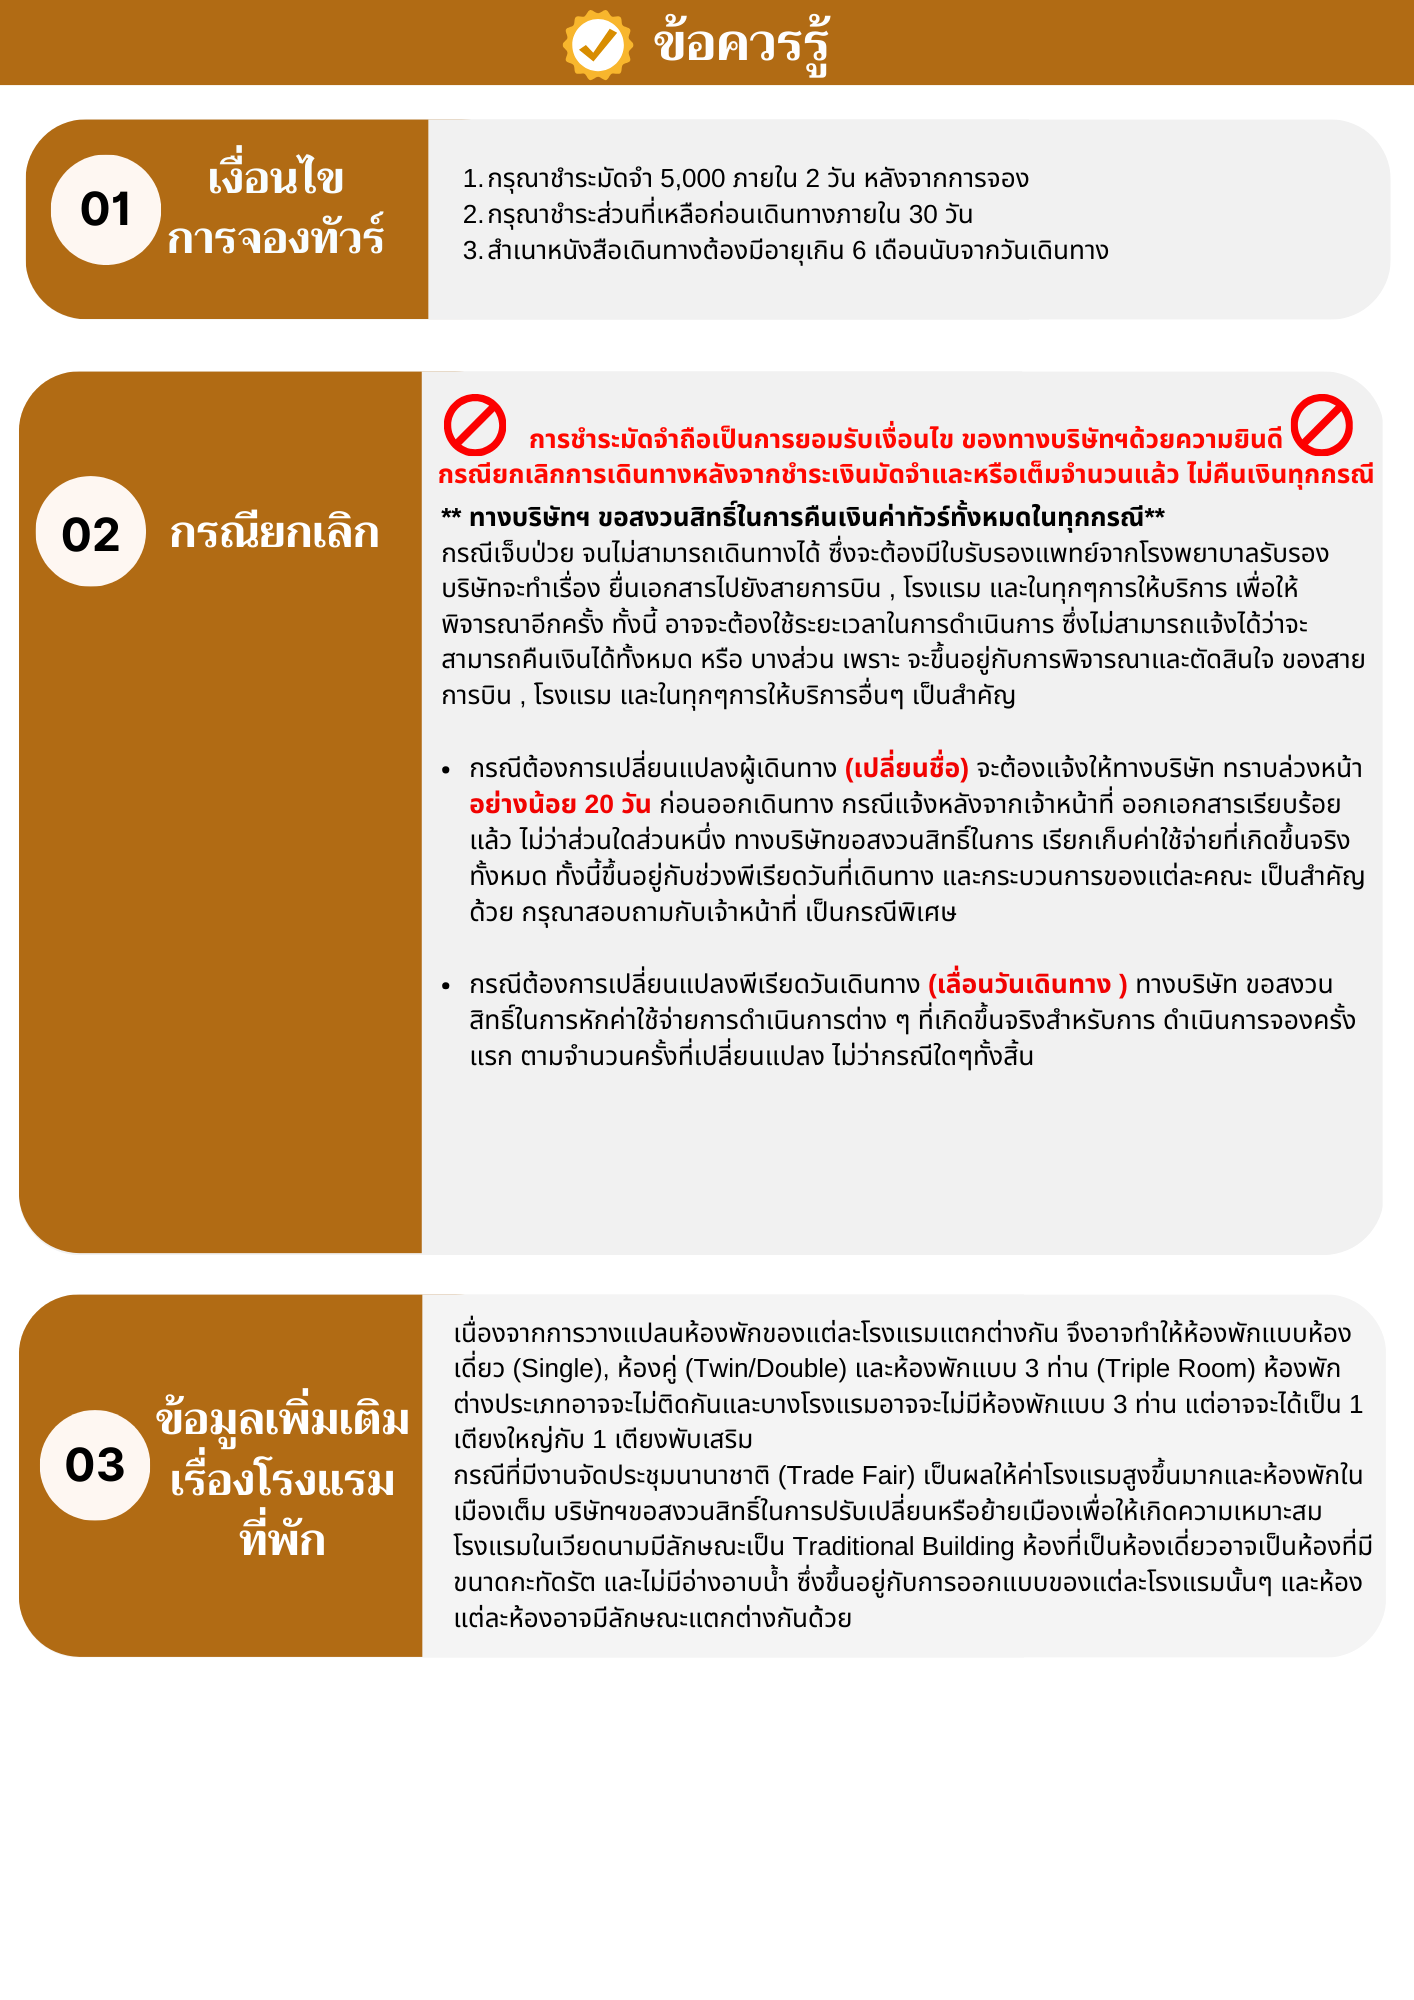 ข้อควรรู้
01
เงื่อนไข
การจองทัวร์
1. กรุณาชำระมัดจำ 5,000 ภายใน 2 วัน หลังจากการจอง
2. กรุณาชำระส่วนที่เหลือก่อนเดินทางภายใน 30 วัน
3. สำเนาหนังสือเดินทางต้องมีอายุเกิน 6 เดือนนับจากวันเดินทาง
02
กรณียกเลิก
การชำระมัดจำถือเป็นการยอมรับเงื่อนไข ของทางบริษัทฯด้วยความยินดี
กรณียกเลิกการเดินทางหลังจากชำระเงินมัดจำและหรือเต็มจำนวนแล้ว ไม่คืนเงินทุกกรณี
** ทางบริษัทฯ ขอสงวนสิทธิ์ในการคืนเงินค่าทัวร์ทั้งหมดในทุกกรณี**
กรณีเจ็บป่วย จนไม่สามารถเดินทางได้ ซึ่งจะต้องมีใบรับรองแพทย์จากโรงพยาบาลรับรอง
บริษัทจะทำเรื่อง ยื่นเอกสารไปยังสายการบิน , โรงแรม และในทุกๆการให้บริการ เพื่อให้
พิจารณาอีกครั้ง ทั้งนี้ อาจจะต้องใช้ระยะเวลาในการดำเนินการ ซึ่งไม่สามารถแจ้งได้ว่าจะ
สามารถคืนเงินได้ทั้งหมด หรือ บางส่วน เพราะ จะขึ้นอยู่กับการพิจารณาและตัดสินใจ ของสาย
การบิน , โรงแรม และในทุกๆการให้บริการอื่นๆ เป็นสำคัญ
• กรณีต้องการเปลี่ยนแปลงผู้เดินทาง (เปลี่ยนชื่อ) จะต้องแจ้งให้ทางบริษัท ทราบล่วงหน้า
อย่างน้อย 20 วัน ก่อนออกเดินทาง กรณีแจ้งหลังจากเจ้าหน้าที่ ออกเอกสารเรียบร้อย
แล้ว ไม่ว่าส่วนใดส่วนหนึ่ง ทางบริษัทขอสงวนสิทธิ์ในการ เรียกเก็บค่าใช้จ่ายที่เกิดขึ้นจริง
ทั้งหมด ทั้งนี้ขึ้นอยู่กับช่วงพีเรียดวันที่เดินทาง และกระบวนการของแต่ละคณะ เป็นสำคัญ
ด้วย กรุณาสอบถามกับเจ้าหน้าที่ เป็นกรณีพิเศษ
• กรณีต้องการเปลี่ยนแปลงพีเรียดวันเดินทาง (เลื่อนวันเดินทาง ) ทางบริษัท ขอสงวน
สิทธิ์ในการหักค่าใช้จ่ายการดำเนินการต่าง ๆ ที่เกิดขึ้นจริงสำหรับการ ดำเนินการจองครั้ง
แรก ตามจำนวนครั้งที่เปลี่ยนแปลง ไม่ว่ากรณีใดๆทั้งสิ้น
03
ข้อมูลเพิ่มเติม
เรื่องโรงแรม
ที่พัก
เนื่องจากการวางแปลนห้องพักของแต่ละโรงแรมแตกต่างกัน จึงอาจทำให้ห้องพักแบบห้อง
เดี่ยว (Single), ห้องคู่ (Twin/Double) และห้องพักแบบ 3 ท่าน (Triple Room) ห้องพัก
ต่างประเภทอาจจะไม่ติดกันและบางโรงแรมอาจจะไม่มีห้องพักแบบ 3 ท่าน แต่อาจจะได้เป็น 1
เตียงใหญ่กับ 1 เตียงพับเสริม
กรณีที่มีงานจัดประชุมนานาชาติ (Trade Fair) เป็นผลให้ค่าโรงแรมสูงขึ้นมากและห้องพักใน
เมืองเต็ม บริษัทฯขอสงวนสิทธิ์ในการปรับเปลี่ยนหรือย้ายเมืองเพื่อให้เกิดความเหมาะสม
โรงแรมในเวียดนามมีลักษณะเป็น Traditional Building ห้องที่เป็นห้องเดี่ยวอาจเป็นห้องที่มี
ขนาดกะทัดรัต และไม่มีอ่างอาบน้ำ ซึ่งขึ้นอยู่กับการออกแบบของแต่ละโรงแรมนั้นๆ และห้อง
แต่ละห้องอาจมีลักษณะแตกต่างกันด้วย